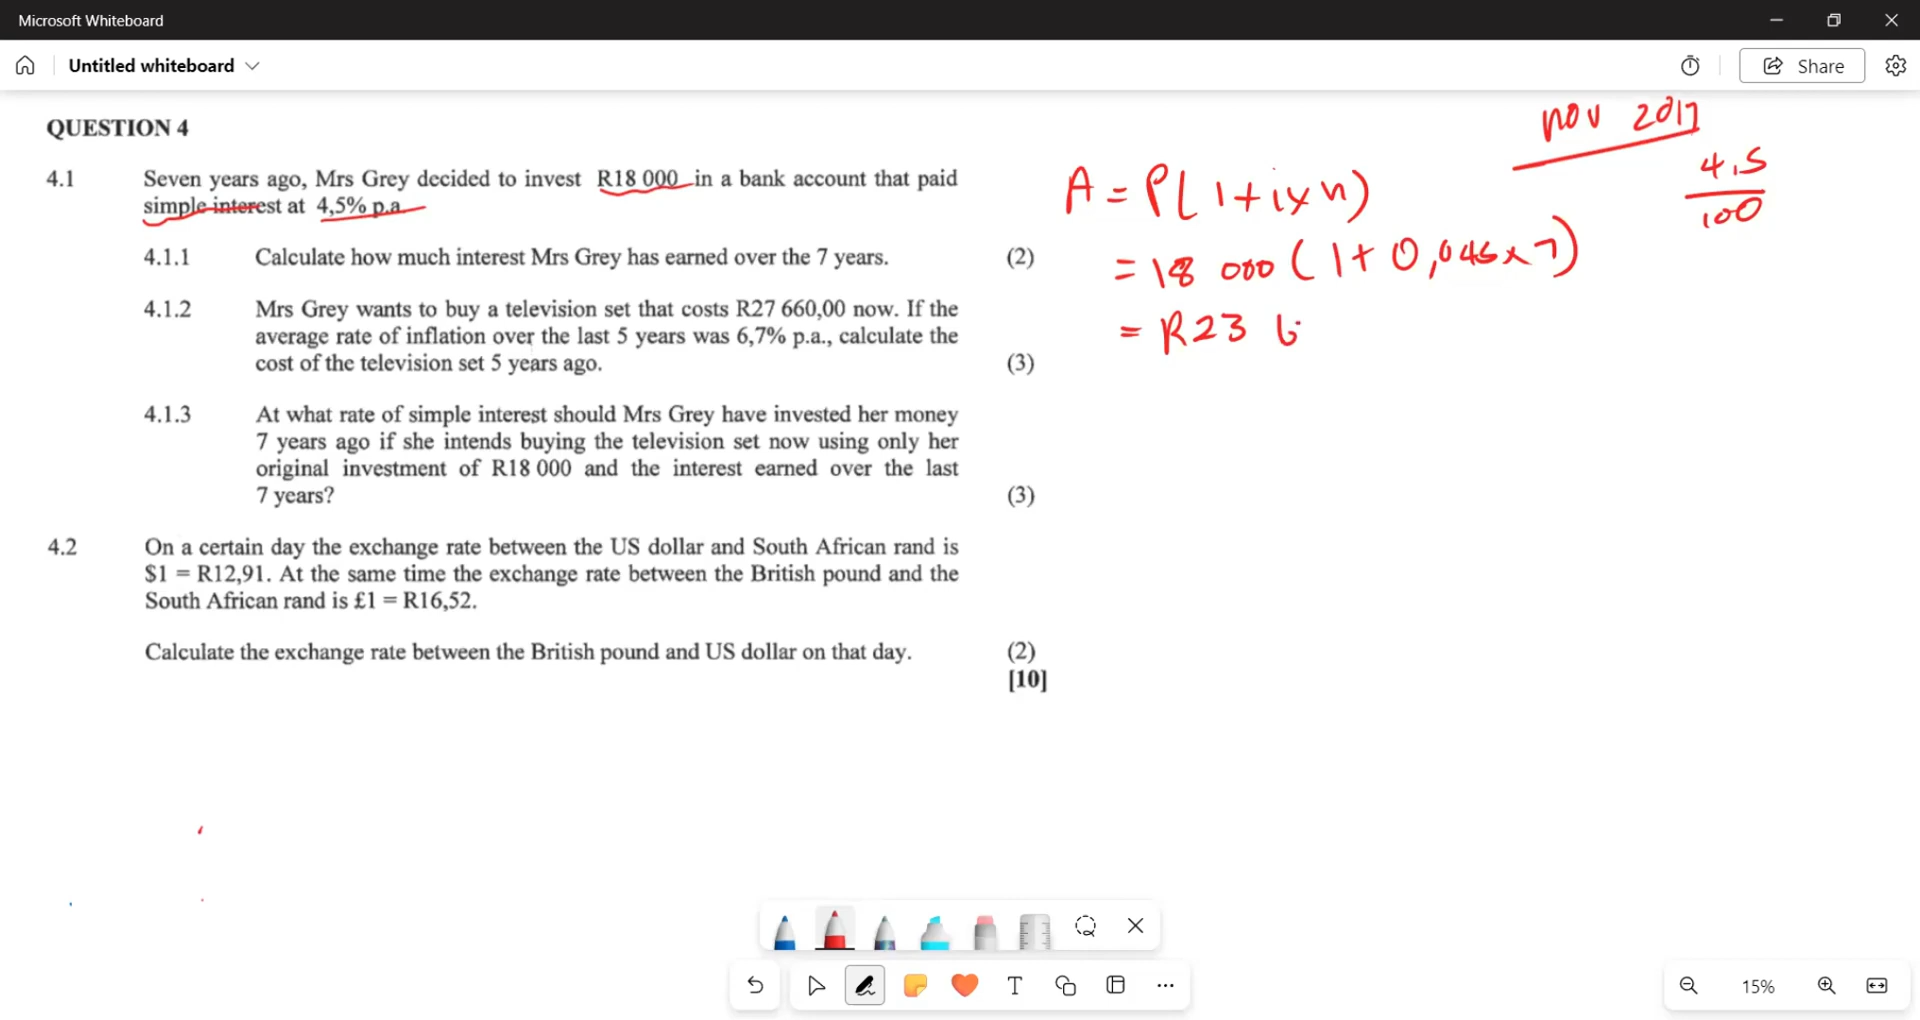 Microsoft Whiteboard
Untitled whiteboard
Share
QUESTION 4
4.1 Seven years ago, Mrs Grey decided to invest R18 000 in a bank account that paid
simple interest at 4,5% p.a.
4.1.1 Calculate how much interest Mrs Grey has earned over the 7 years. (2)
4.1.2 Mrs Grey wants to buy a television set that costs R27 660,00 now. If the
average rate of inflation over the last 5 years was 6,7% p.a., calculate the
cost of the television set 5 years ago. (3)
4.1.3 At what rate of simple interest should Mrs Grey have invested her money
7 years ago if she intends buying the television set now using only her
original investment of R18 000 and the interest earned over the last
7 years? (3)
4.2 On a certain day the exchange rate between the US dollar and South African rand is
$1 = R12,91. At the same time the exchange rate between the British pound and the
South African rand is £1 = R16,52.
Calculate the exchange rate between the British pound and US dollar on that day. (2)
[10]
nov 2017
4,5
100
A = P(1+i×n)
= 18 000 (1+0,045×7)
= R23 6
15%